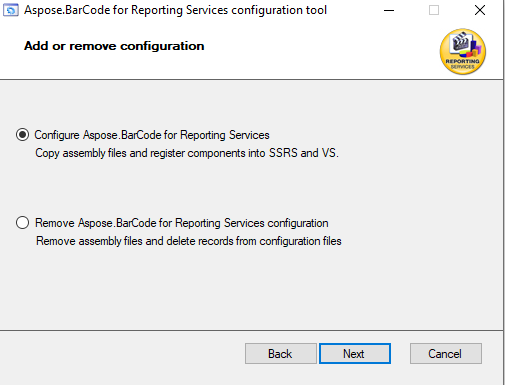 Aspose.BarCode for Reporting Services configuration tool
Add or remove configuration
REPORTING
SERVICES
Configure Aspose.BarCode for Reporting Services
Copy assembly files and register components into SSRS and VS.
Remove Aspose.BarCode for Reporting Services configuration
Remove assembly files and delete records from configuration files
Back
Next
Cancel